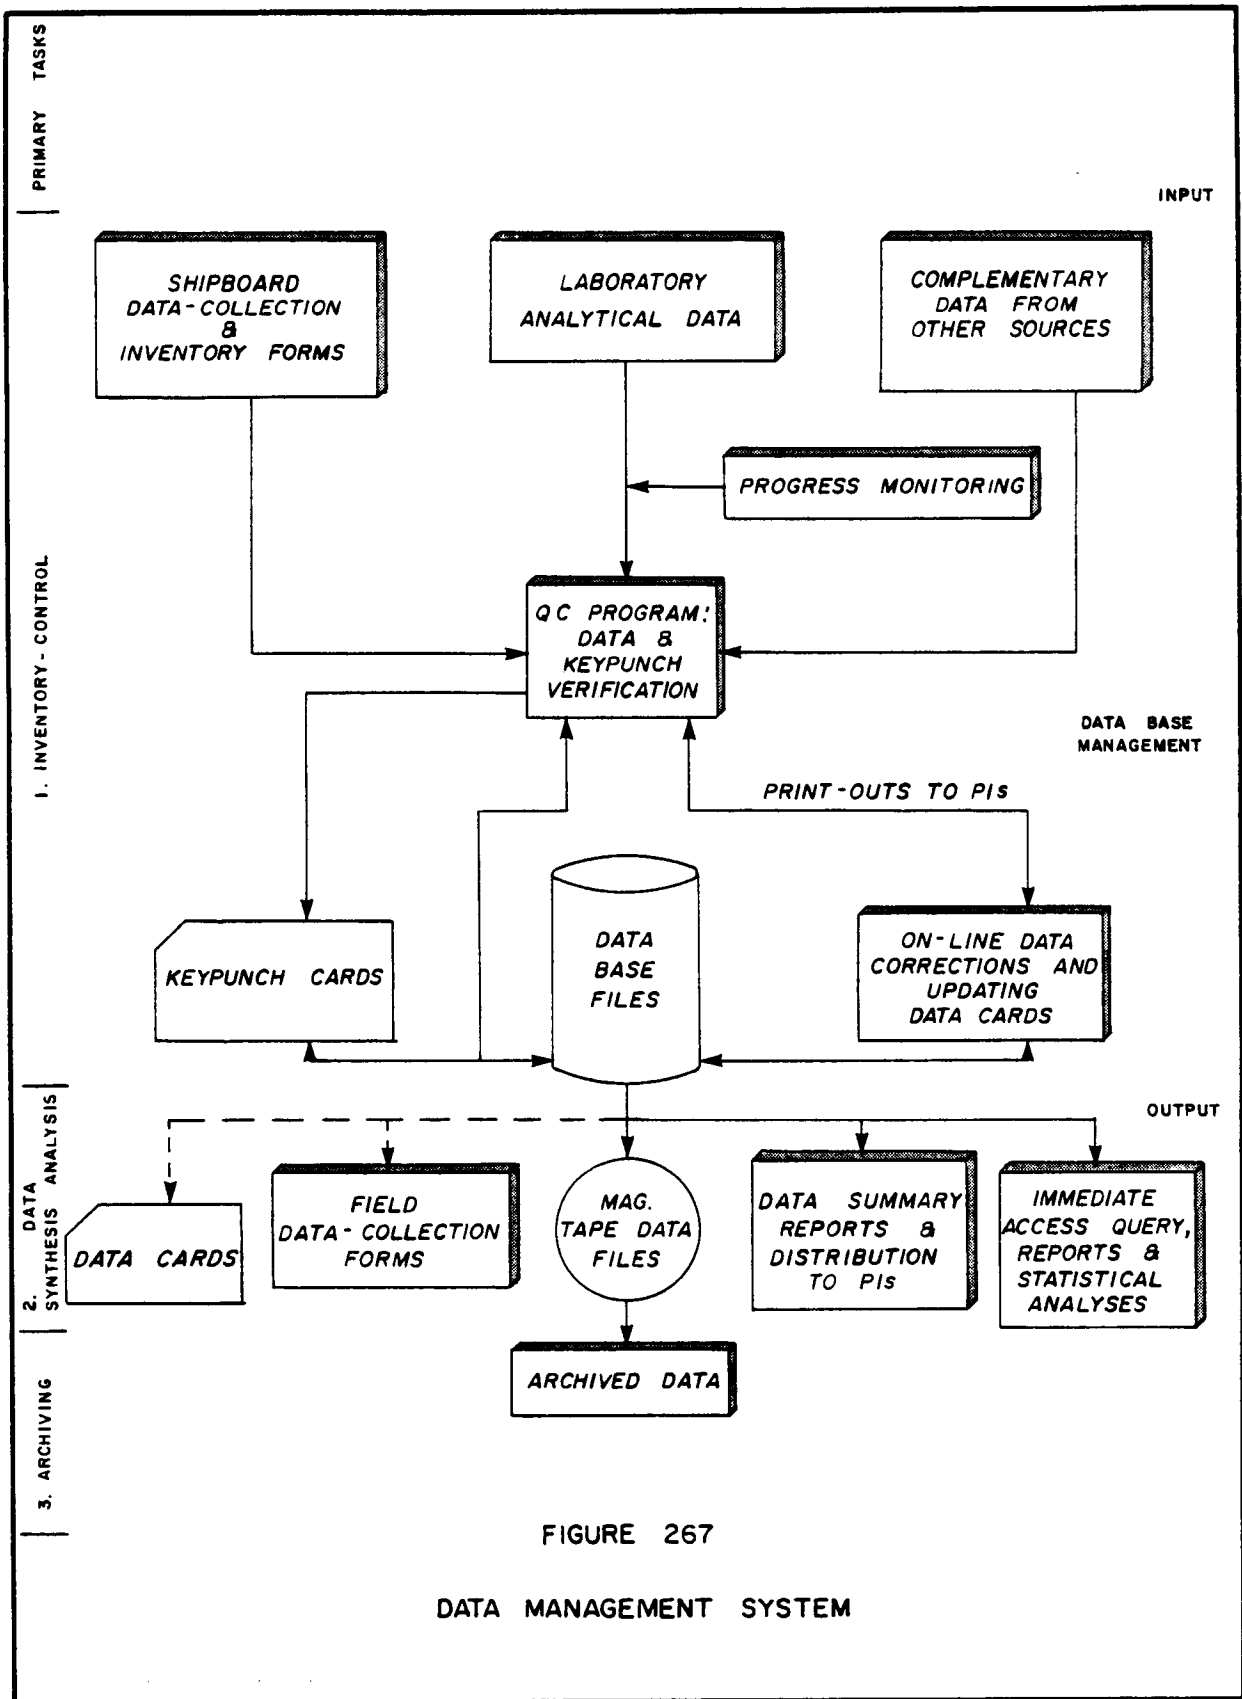 PRIMARY TASKS
INPUT
SHIPBOARD
DATA-COLLECTION
&
INVENTORY FORMS
LABORATORY
ANALYTICAL DATA
COMPLEMENTARY
DATA FROM
OTHER SOURCES
PROGRESS MONITORING
1. INVENTORY-CONTROL
QC PROGRAM:
DATA &
KEYPUNCH
VERIFICATION
DATA BASE
MANAGEMENT
PRINT-OUTS TO PIs
KEYPUNCH CARDS
DATA
BASE
FILES
ON-LINE DATA
CORRECTIONS AND
UPDATING
DATA CARDS
OUTPUT
2. DATA
SYNTHESIS ANALYSIS
DATA CARDS
FIELD
DATA-COLLECTION
FORMS
MAG.
TAPE DATA
FILES
DATA SUMMARY
REPORTS &
DISTRIBUTION
TO PIs
IMMEDIATE
ACCESS QUERY,
REPORTS &
STATISTICAL
ANALYSES
3. ARCHIVING
ARCHIVED DATA
FIGURE 267
DATA MANAGEMENT SYSTEM